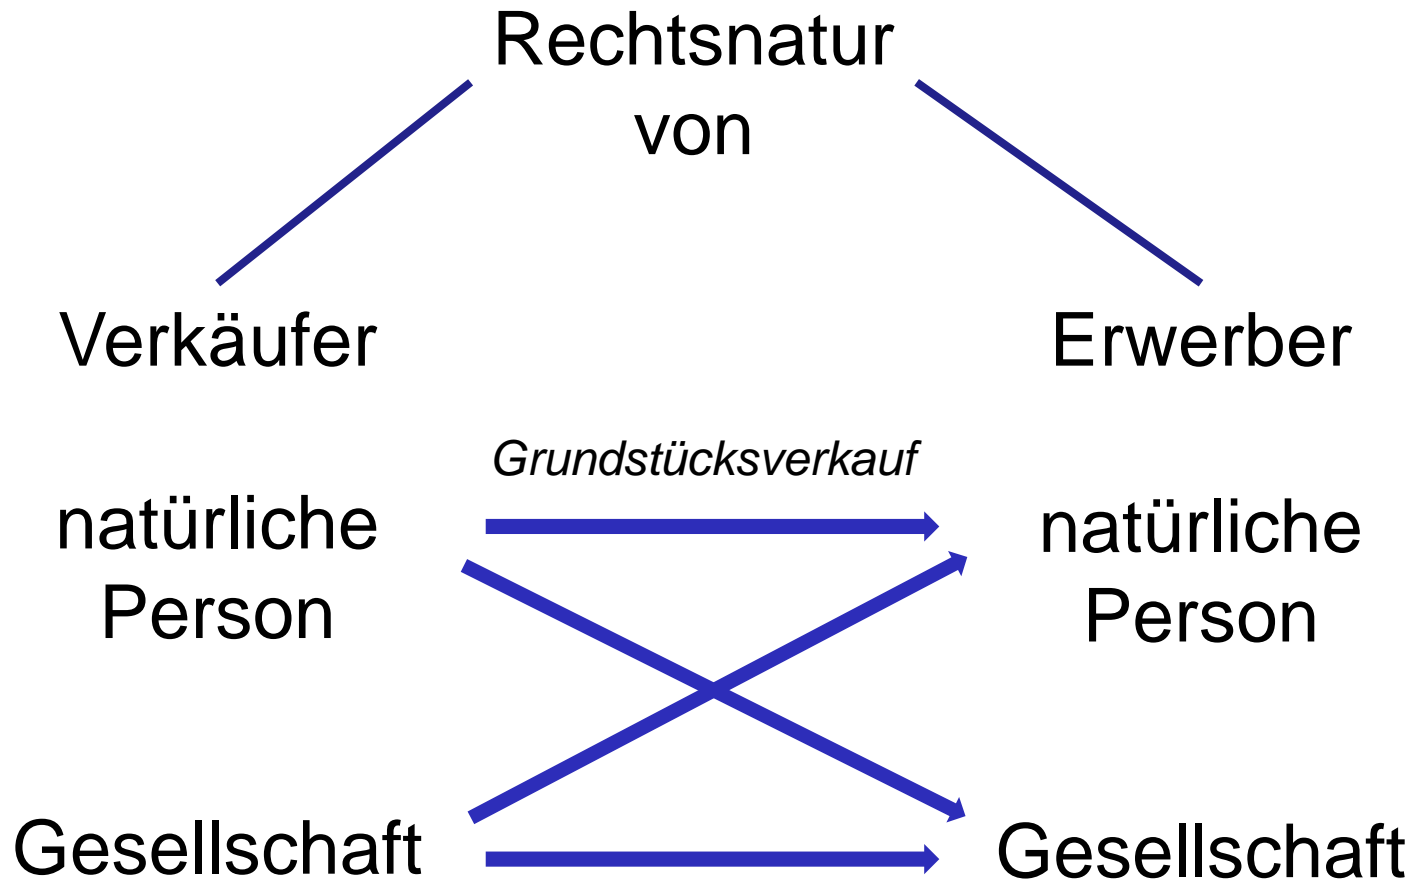 Rechtsnatur
von
Verkäufer
Erwerber
Grundstücksverkauf
natürliche
Person
natürliche
Person
Gesellschaft
Gesellschaft